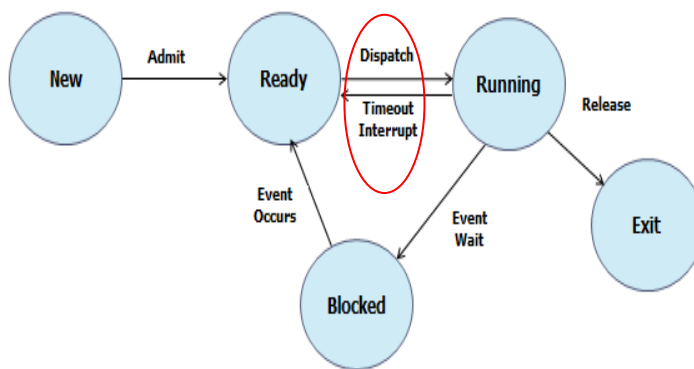 New
Admit
Ready
Dispatch
Timeout
Interrupt
Running
Release
Event
Occurs
Event
Wait
Exit
Blocked